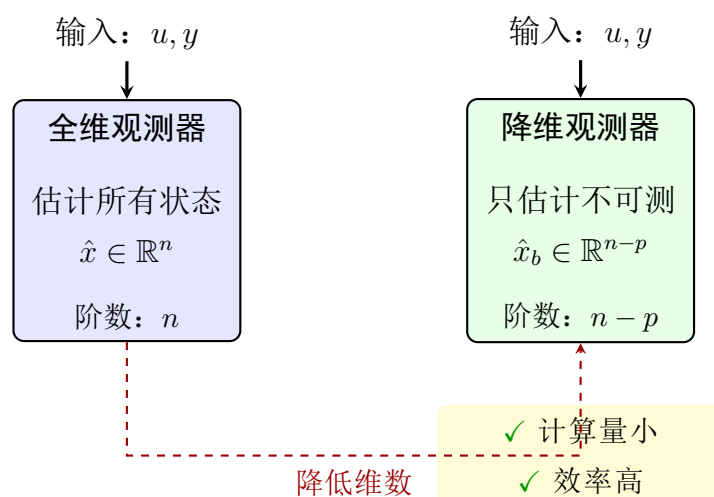 输入：u, y
全维观测器
估计所有状态
x̂ ∈ ℝⁿ
阶数：n
输入：u, y
降维观测器
只估计不可测
x̂_b ∈ ℝⁿ⁻ᵖ
阶数：n − p
降低维数
✓ 计算量小
✓ 效率高